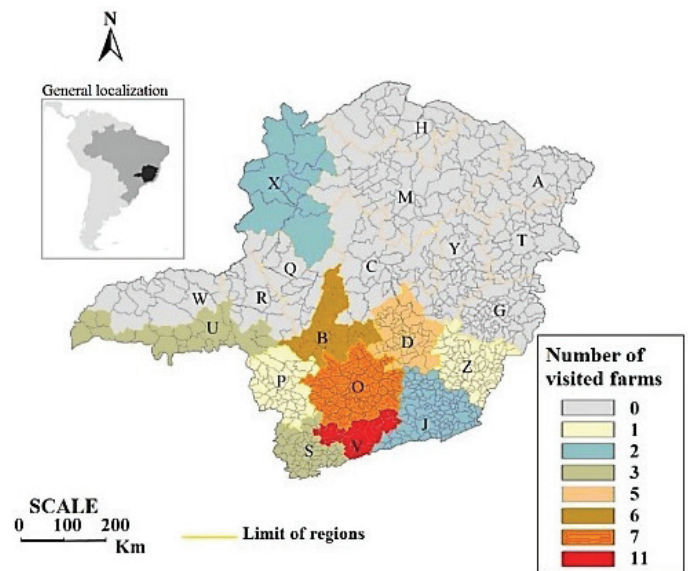 N
General localization
H
X
A
M
Y
T
Q
C
W
R
G
U
B
D
Z
P
O
J
S
V
Number of
visited farms
0
1
2
3
5
6
7
11
SCALE
0 100 200
Km
Limit of regions